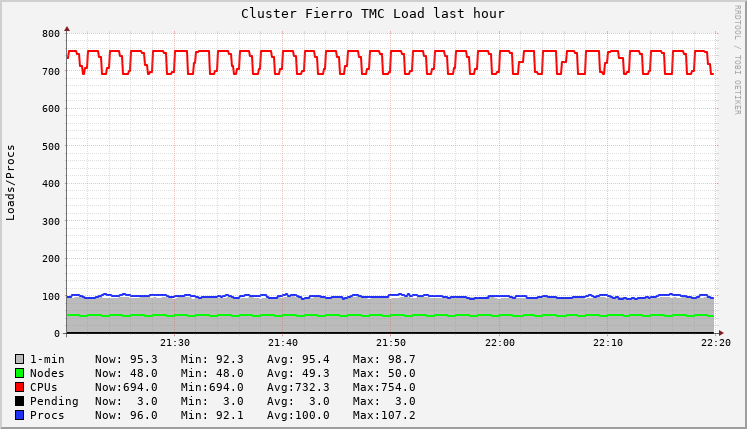 Cluster Fierro TMC Load last hour
RRDTOOL / TOBI OETIKER
Loads/Procs
800
700
600
500
400
300
200
100
0
21:30 21:40 21:50 22:00 22:10 22:20
1-min Now: 95.3 Min: 92.3 Avg: 95.4 Max: 98.7
Nodes Now: 48.0 Min: 48.0 Avg: 49.3 Max: 50.0
CPUs Now:694.0 Min:694.0 Avg:732.3 Max:754.0
Pending Now: 3.0 Min: 3.0 Avg: 3.0 Max: 3.0
Procs Now: 96.0 Min: 92.1 Avg:100.0 Max:107.2